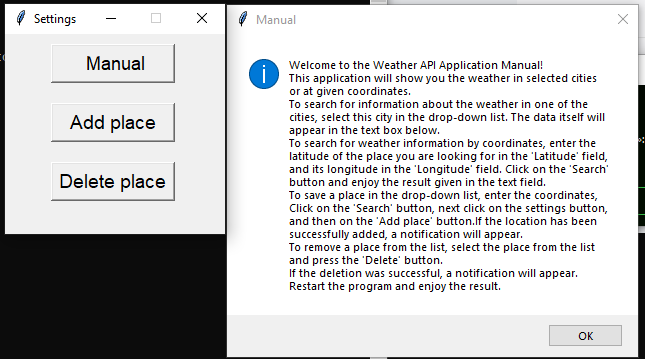 Settings
Manual
Add place
Delete place
Manual
Welcome to the Weather API Application Manual!
This application will show you the weather in selected cities
or at given coordinates.
To search for information about the weather in one of the
cities, select this city in the drop-down list. The data itself will
appear in the text box below.
To search for weather information by coordinates, enter the
latitude of the place you are looking for in the 'Latitude' field,
and its longitude in the 'Longitude' field. Click on the 'Search'
button and enjoy the result given in the text field.
To save a place in the drop-down list, enter the coordinates,
Click on the 'Search' button, next click on the settings button,
and then on the 'Add place' button.If the location has been
successfully added, a notification will appear.
To remove a place from the list, select the place from the list
and press the 'Delete' button.
If the deletion was successful, a notification will appear.
Restart the program and enjoy the result.
OK